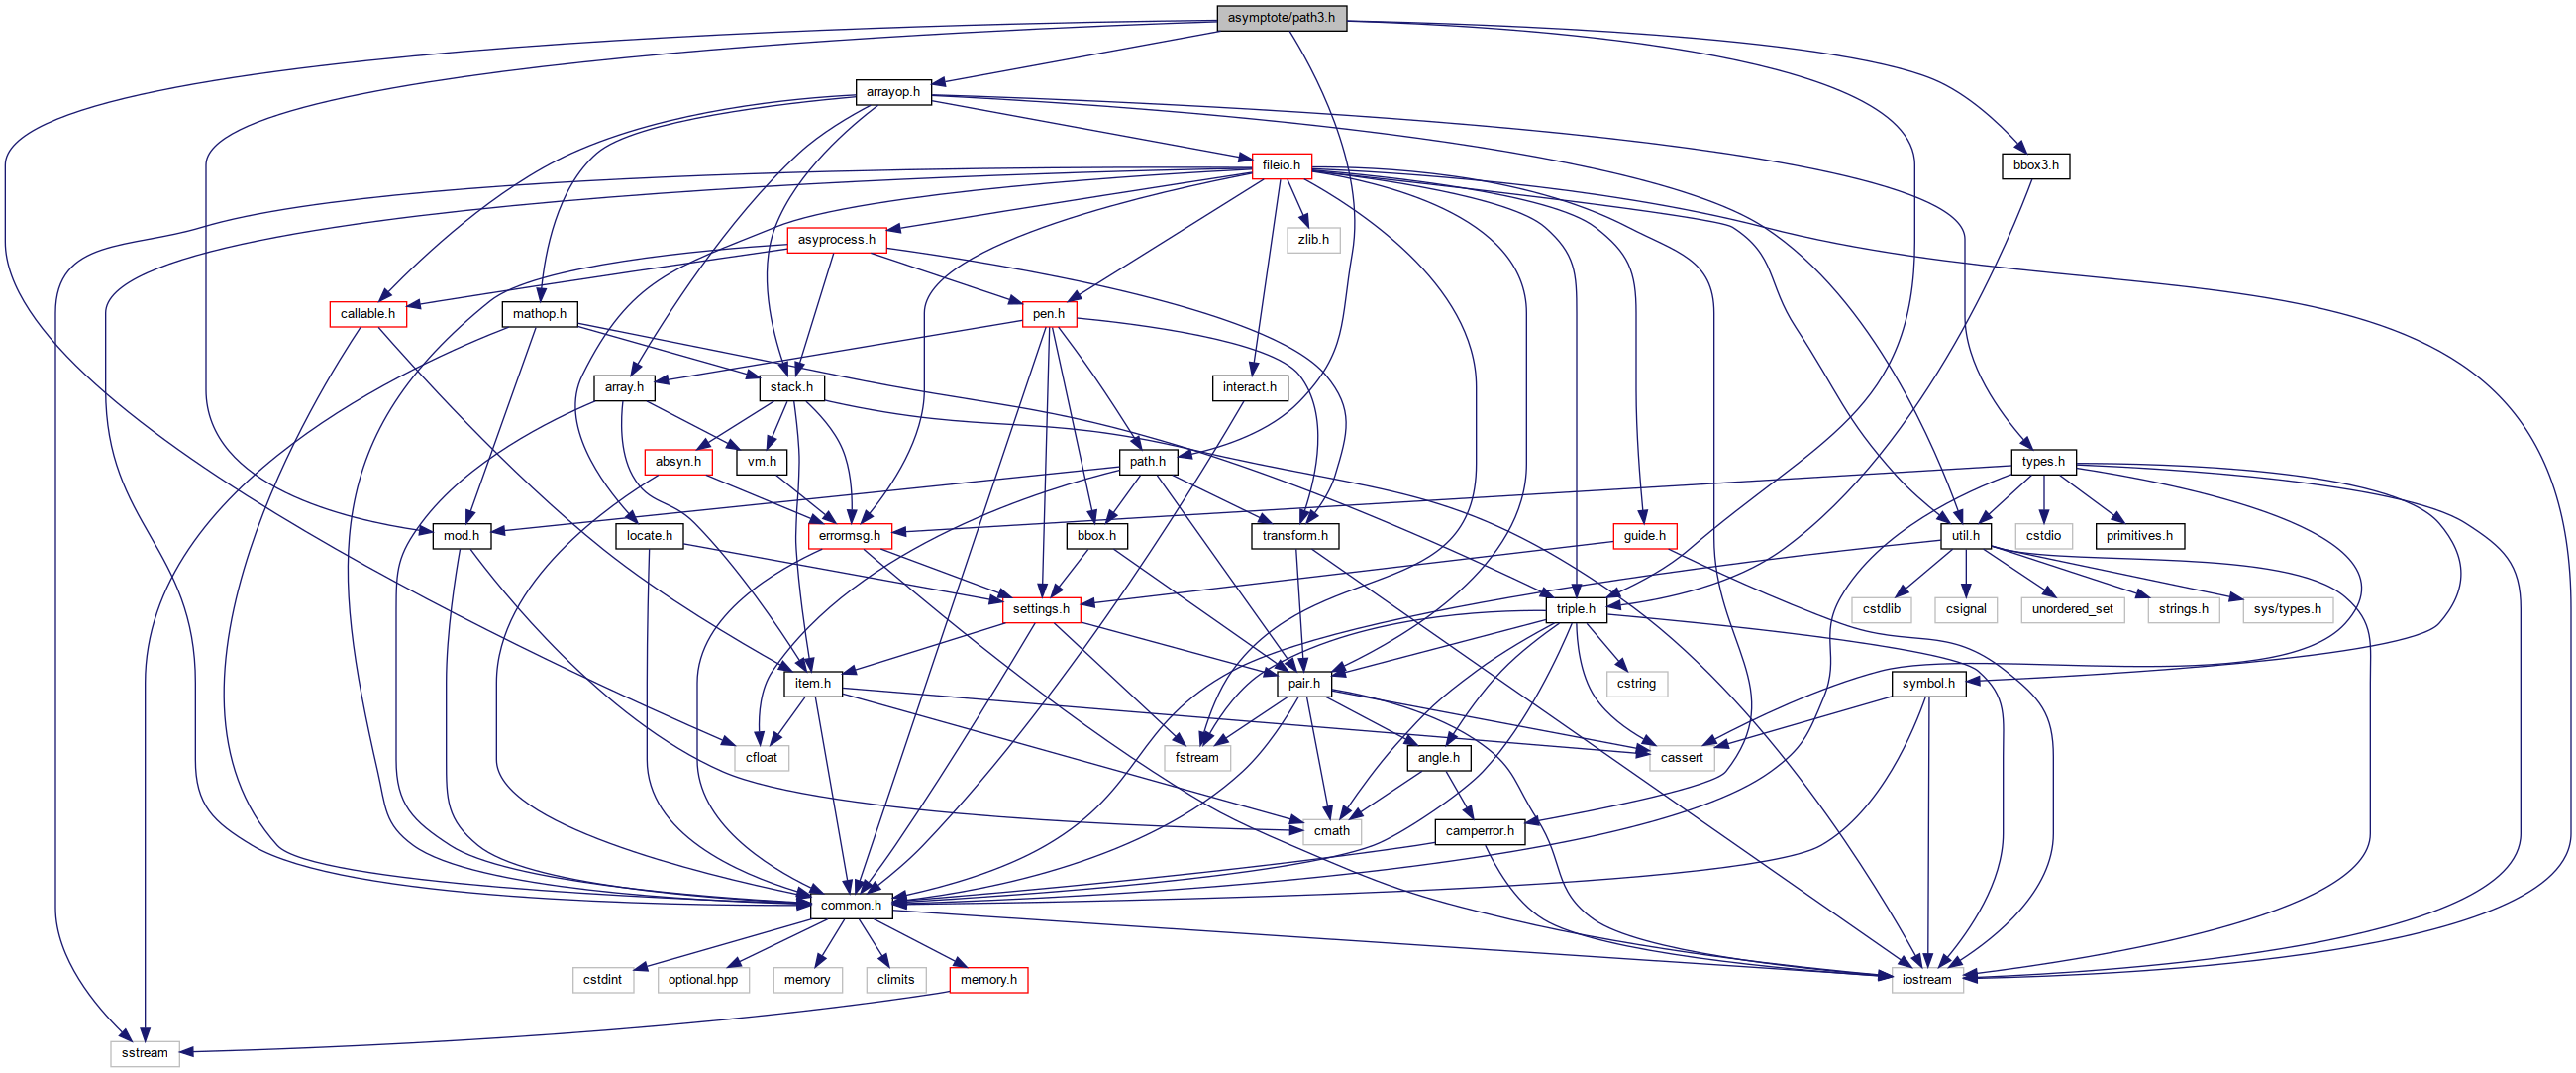 asymptote/path3.h
arrayop.h
fileio.h
bbox3.h
asyprocess.h
zlib.h
callable.h
mathop.h
pen.h
array.h
stack.h
interact.h
absyn.h
vm.h
path.h
types.h
mod.h
locate.h
errormsg.h
bbox.h
transform.h
guide.h
util.h
cstdio
primitives.h
settings.h
triple.h
cstdlib
csignal
unordered_set
strings.h
sys/types.h
item.h
pair.h
cstring
symbol.h
cfloat
fstream
angle.h
cassert
cmath
camperror.h
common.h
cstdint
optional.hpp
memory
climits
memory.h
iostream
sstream